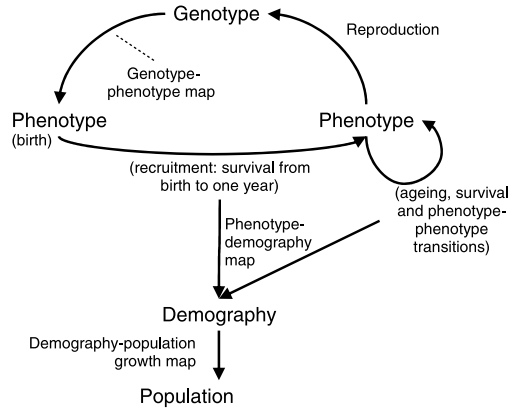 Genotype
Reproduction
Genotype-
phenotype map
Phenotype
(birth)
Phenotype
(recruitment: survival from
birth to one year)
(ageing, survival
and phenotype-
phenotype
transitions)
Phenotype-
demography
map
Demography
Demography-population
growth map
Population